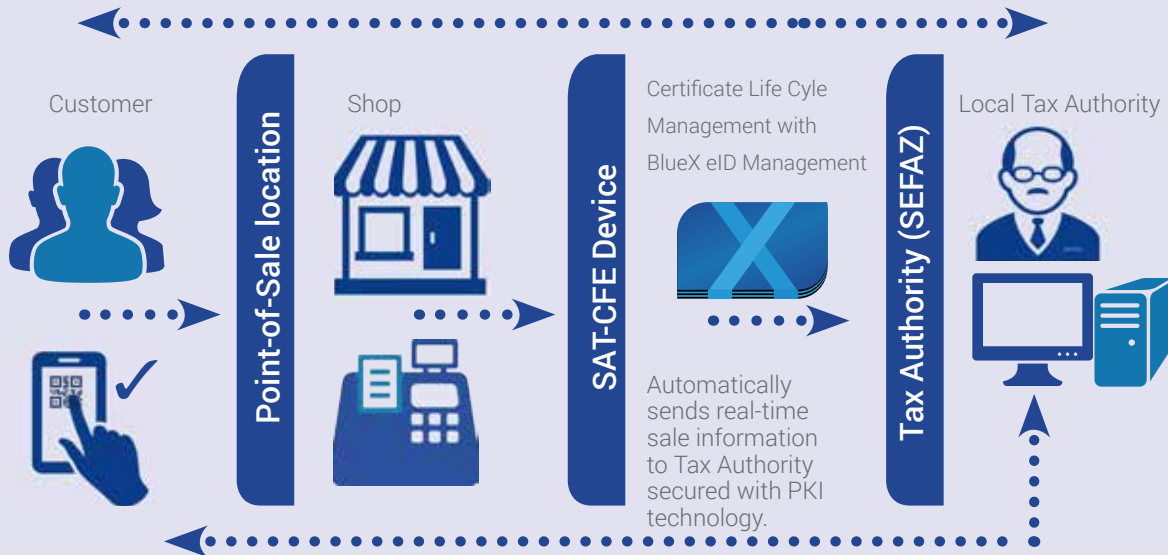 Customer
Point-of-Sale location
Shop
SAT-CFE Device
Certificate Life Cyle
Management with
BlueX eID Management
X
Automatically
sends real-time
sale information
to Tax Authority
secured with PKI
technology.
Tax Authority (SEFAZ)
Local Tax Authority